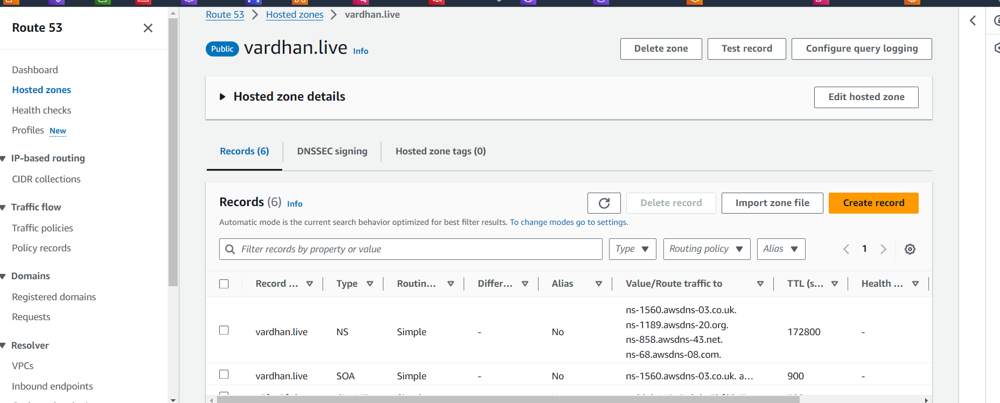 Route 53
Dashboard
Hosted zones
Health checks
Profiles New
IP-based routing
CIDR collections
Traffic flow
Traffic policies
Policy records
Domains
Registered domains
Requests
Resolver
VPCs
Inbound endpoints
Route 53 > Hosted zones > vardhan.live
Public vardhan.live Info
Delete zone Test record Configure query logging
Hosted zone details Edit hosted zone
Records (6) DNSSEC signing Hosted zone tags (0)
Records (6) Info
Delete record Import zone file Create record
Automatic mode is the current search behavior optimized for best filter results. To change modes go to settings.
Filter records by property or value Type Routing policy Alias 1
Record ... Type Routin... Differ... Alias Value/Route traffic to TTL (s... Health ...
vardhan.live NS Simple - No ns-1560.awsdns-03.co.uk.
ns-1189.awsdns-20.org.
ns-858.awsdns-43.net.
ns-68.awsdns-08.com.
172800 -
vardhan.live SOA Simple - No ns-1560.awsdns-03.co.uk. a... 900 -